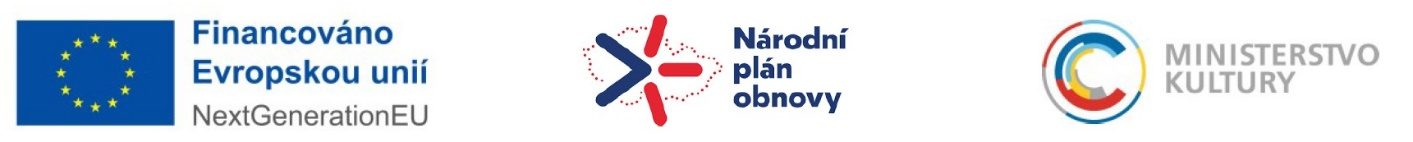 Financováno
Evropskou unií
NextGenerationEU
Národní
plán
obnovy
MINISTERSTVO
KULTURY